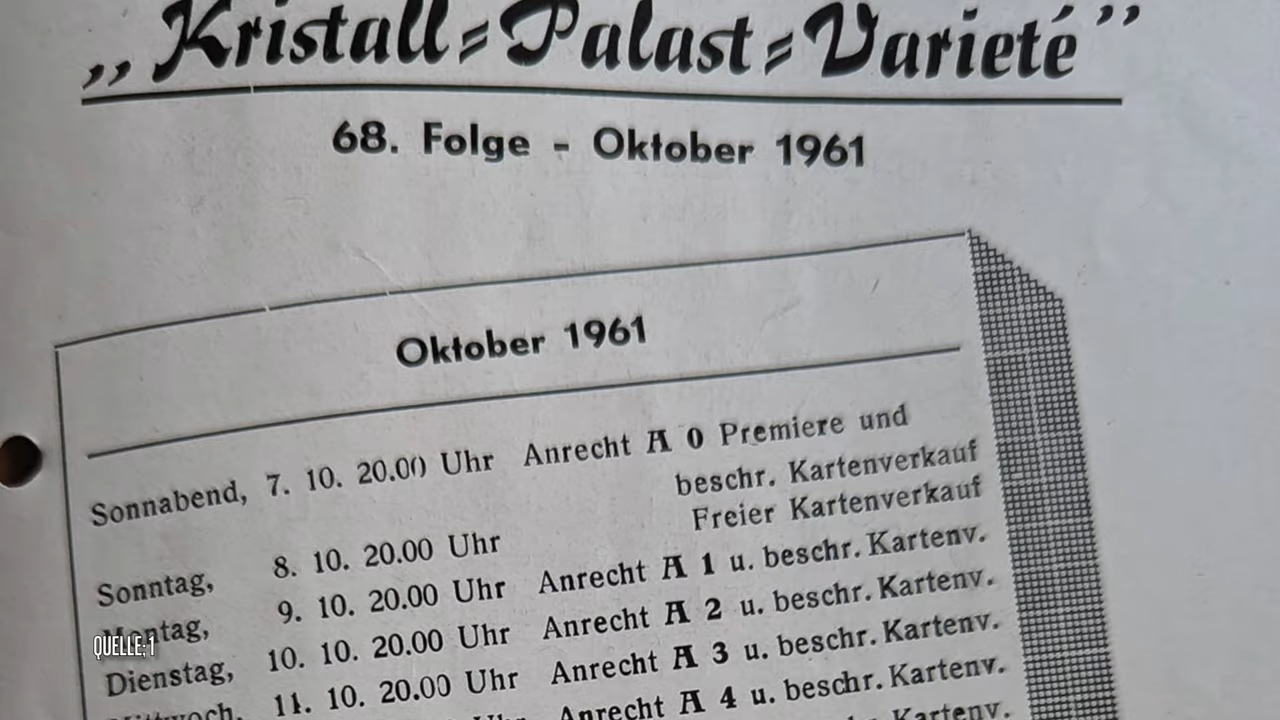 „Kristall=Palast=Varieté”
68. Folge - Oktober 1961
Oktober 1961
Sonnabend, 7. 10. 20.00 Uhr Anrecht A 0 Premiere und
beschr. Kartenverkauf
Sonntag, 8. 10. 20.00 Uhr Freier Kartenverkauf
Montag, 9. 10. 20.00 Uhr Anrecht A 1 u. beschr. Kartenv.
Dienstag, 10. 10. 20.00 Uhr Anrecht A 2 u. beschr. Kartenv.
Mittwoch, 11. 10. 20.00 Uhr Anrecht A 3 u. beschr. Kartenv.
Uhr Anrecht A 4 u. beschr. Kartenv.
Kartenv.
QUELLE;1